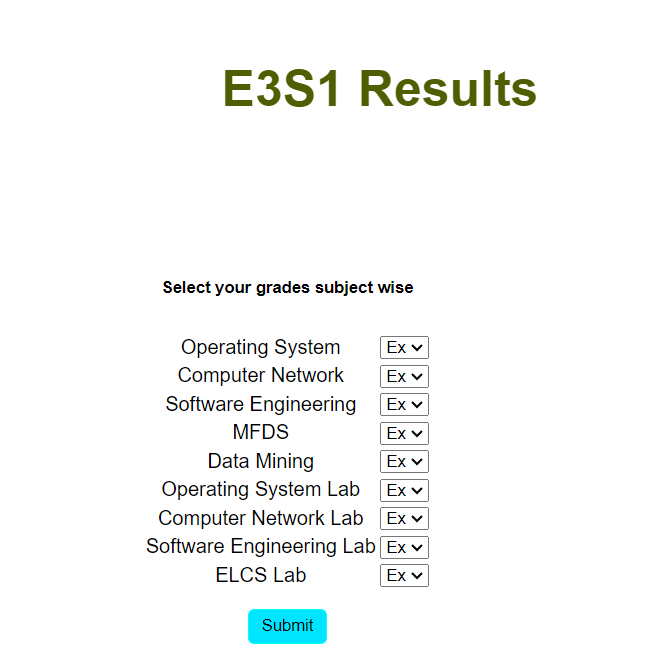 E3S1 Results
Select your grades subject wise
Operating System Ex
Computer Network Ex
Software Engineering Ex
MFDS Ex
Data Mining Ex
Operating System Lab Ex
Computer Network Lab Ex
Software Engineering Lab Ex
ELCS Lab Ex
Submit